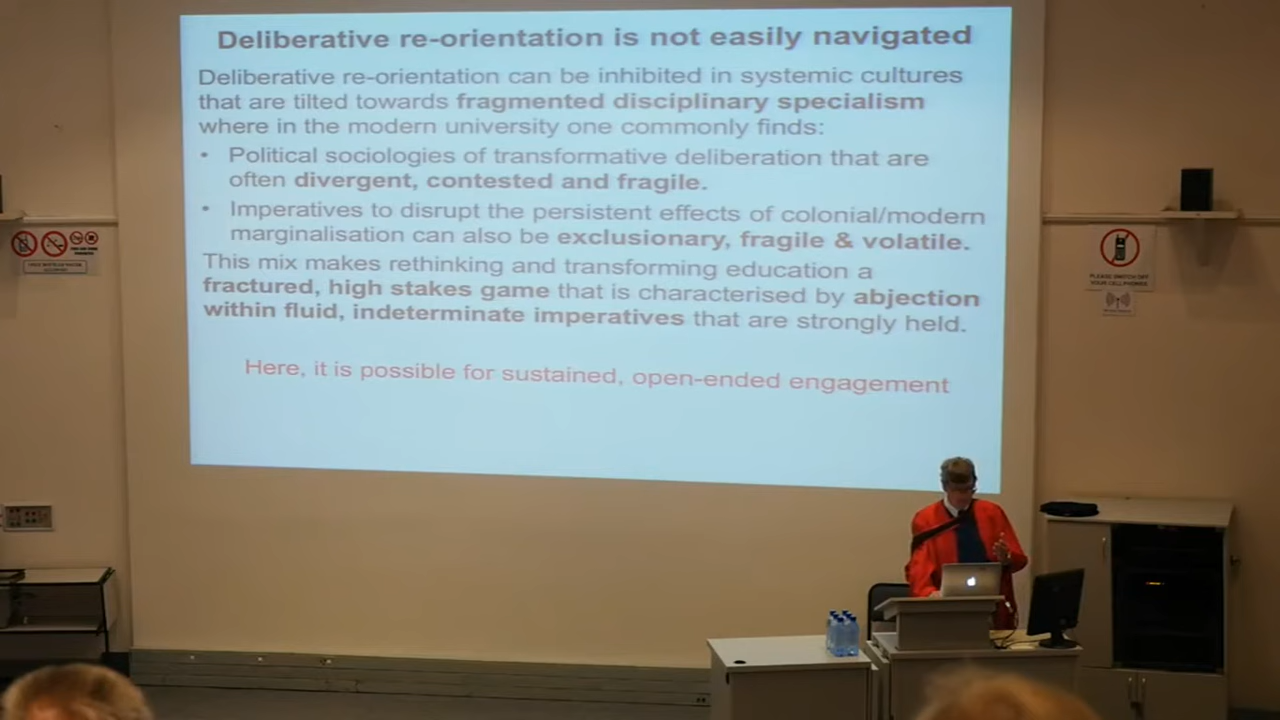 Deliberative re-orientation is not easily navigated
Deliberative re-orientation can be inhibited in systemic cultures
that are tilted towards fragmented disciplinary specialism
where in the modern university one commonly finds:
• Political sociologies of transformative deliberation that are
often divergent, contested and fragile.
• Imperatives to disrupt the persistent effects of colonial/modern
marginalisation can also be exclusionary, fragile & volatile.
This mix makes rethinking and transforming education a
fractured, high stakes game that is characterised by abjection
within fluid, indeterminate imperatives that are strongly held.
Here, it is possible for sustained, open-ended engagement
PLEASE SWITCH OFF
YOUR CELL PHONES